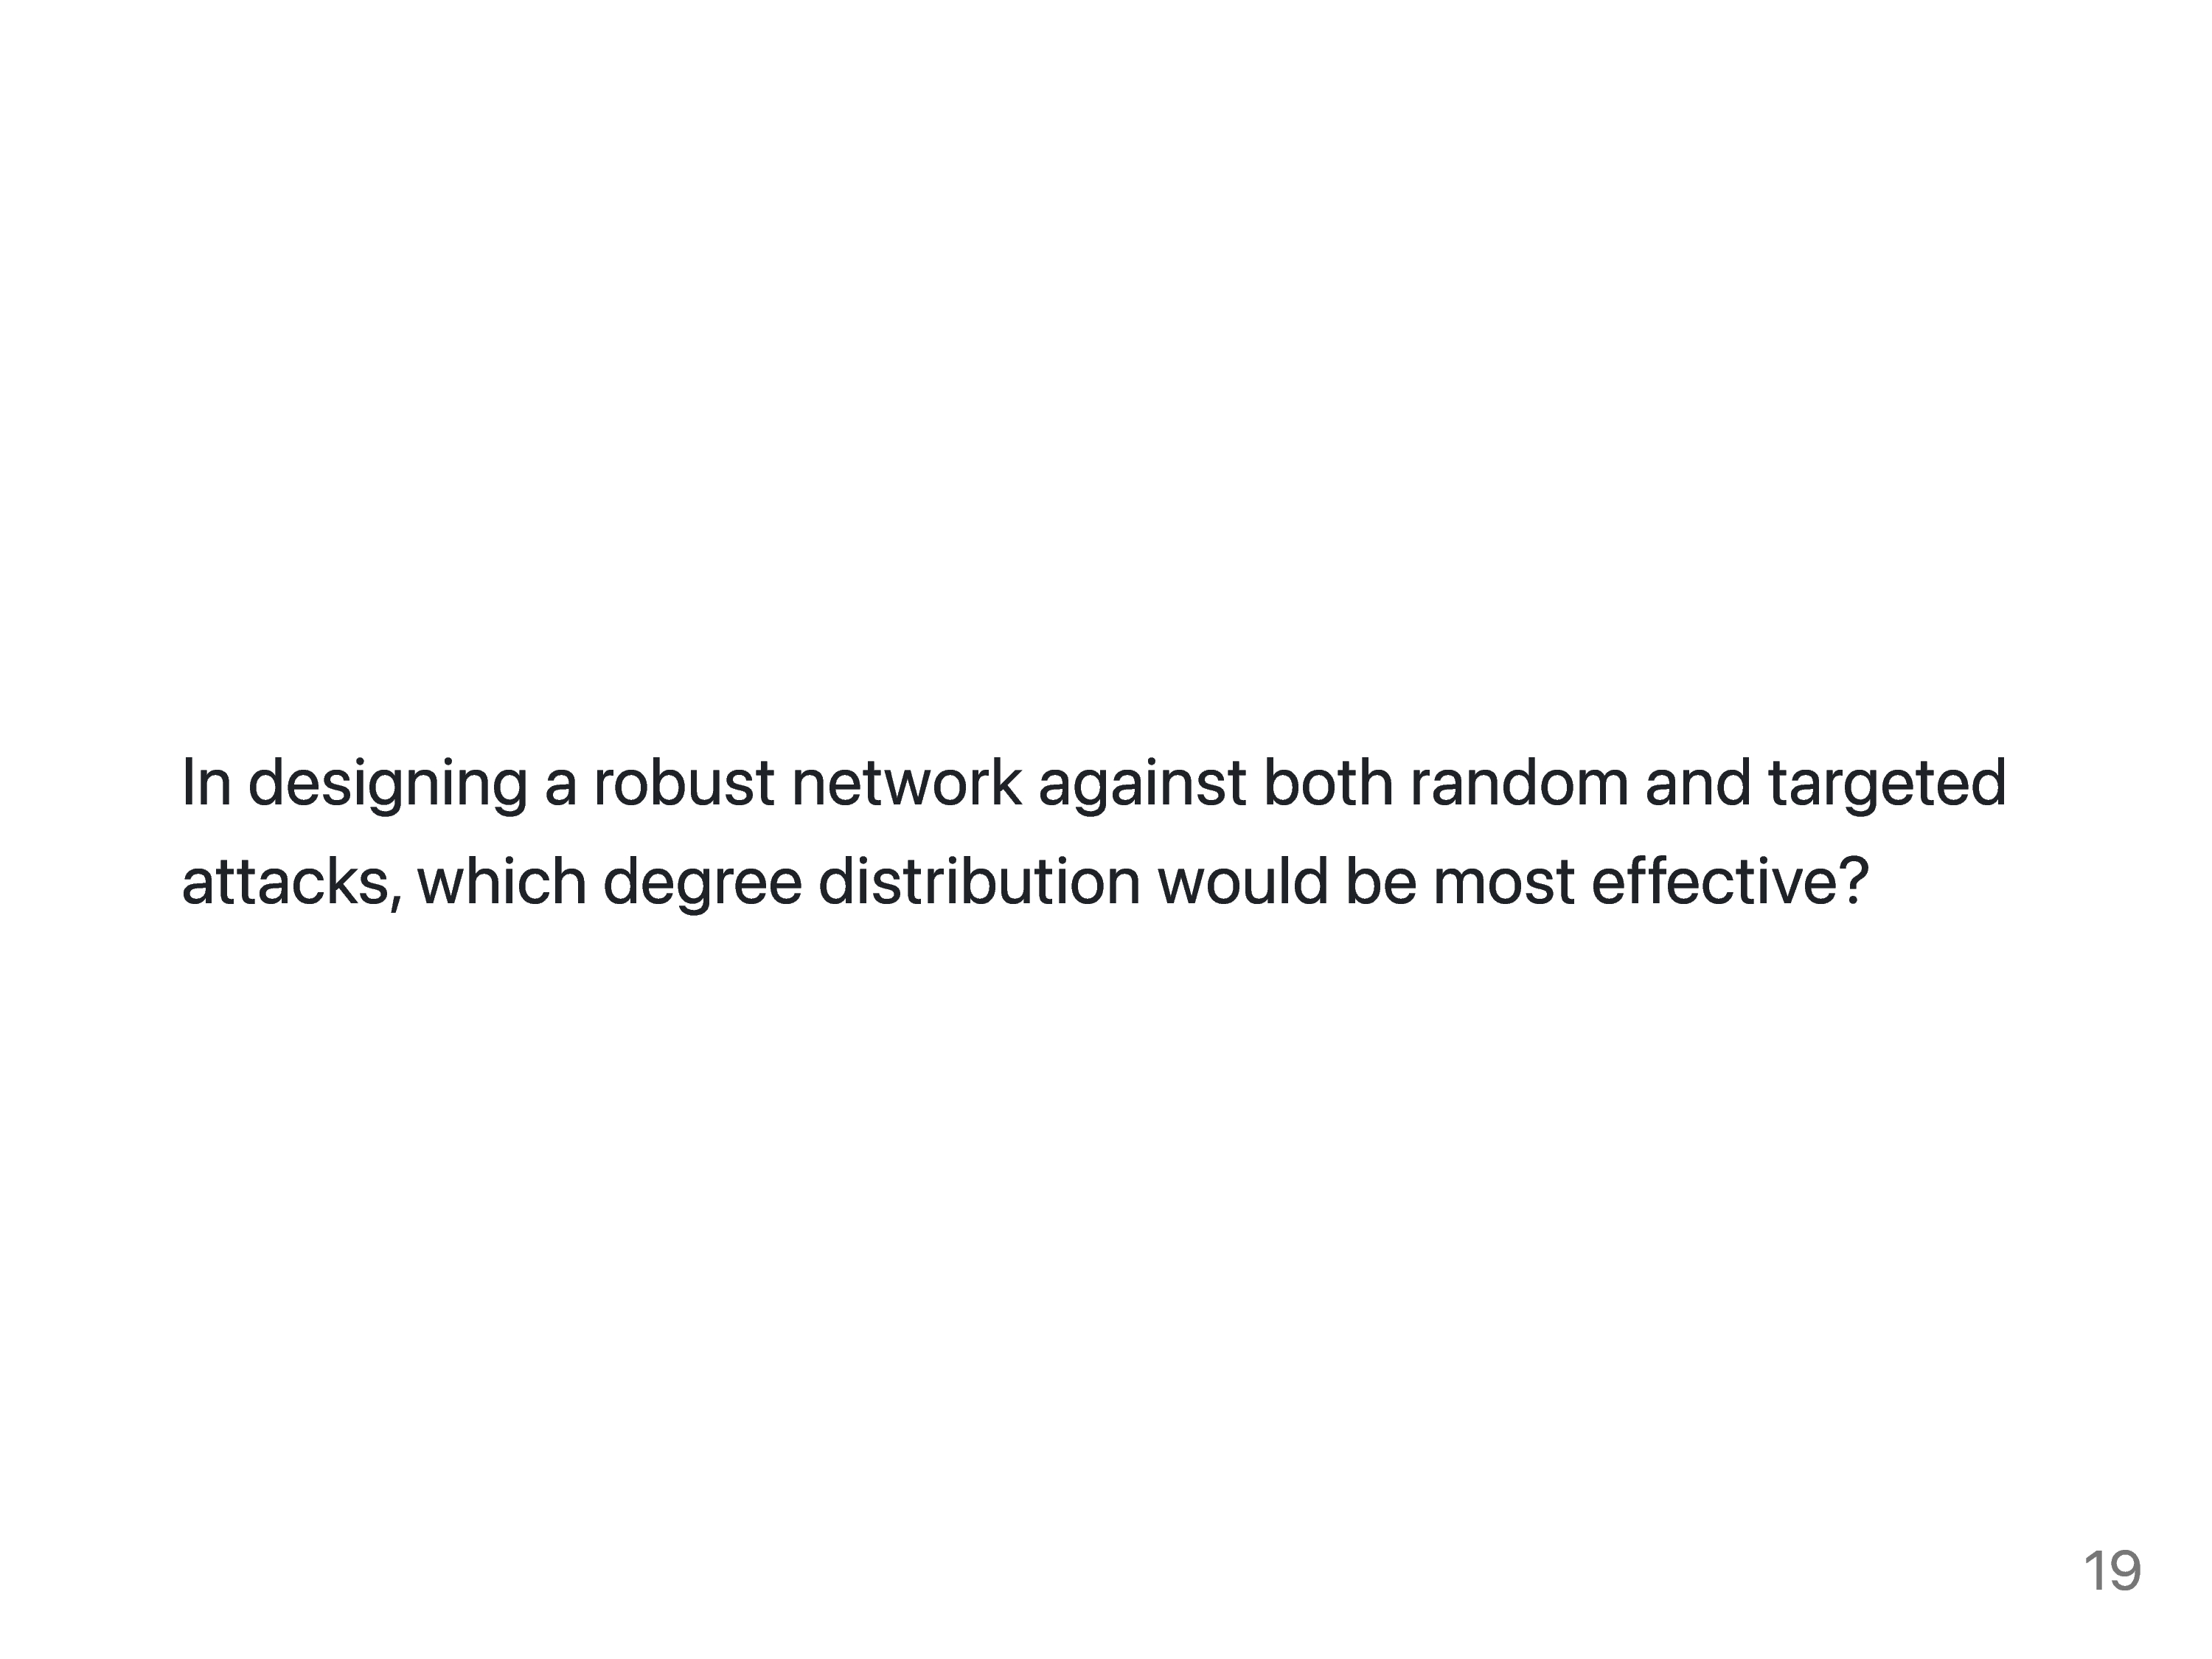 In designing a robust network against both random and targeted
attacks, which degree distribution would be most effective?
19